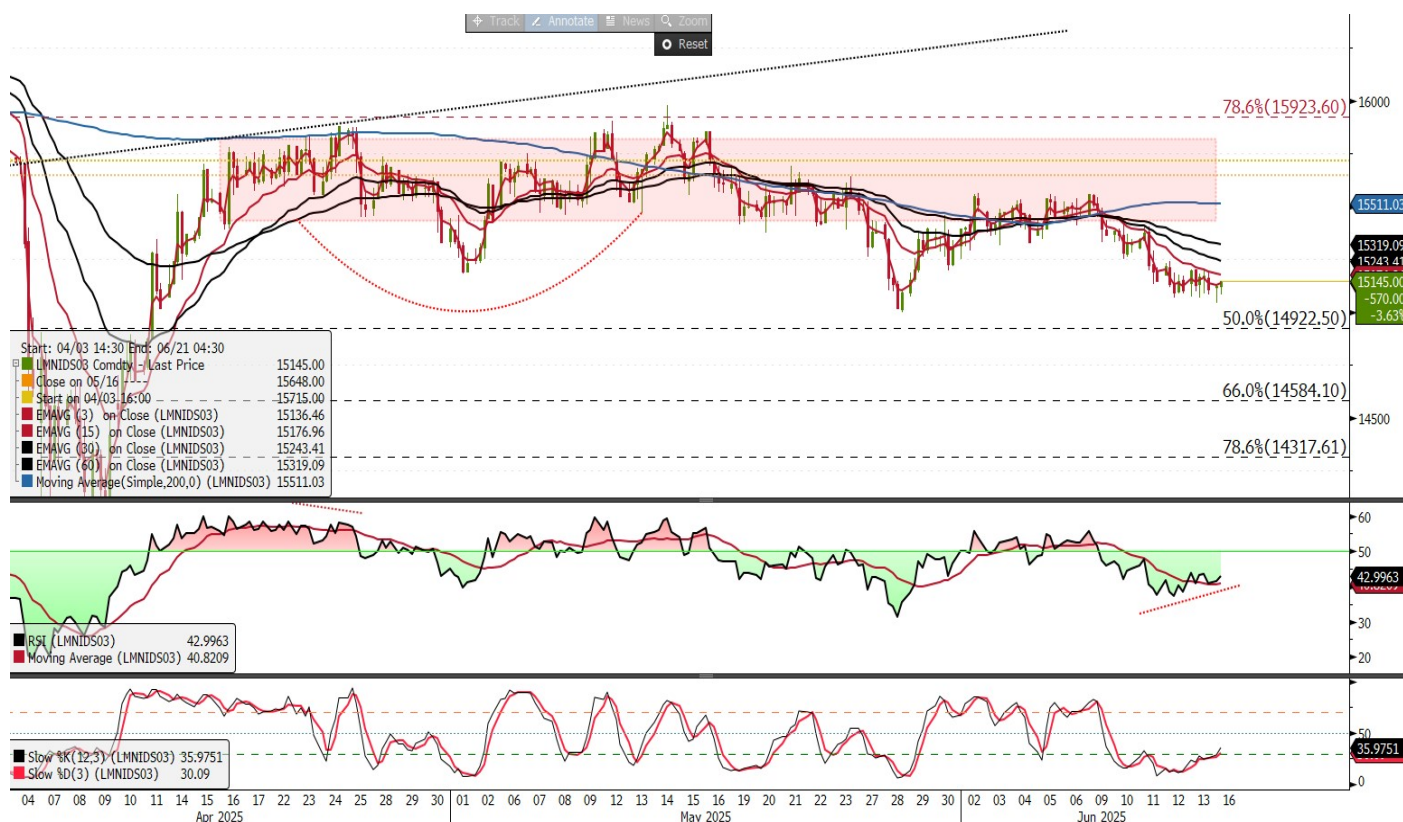 Track Annotate News Zoom
Reset
78.6%(15923.60)
16000
15511.03
15319.09
15243.41
15145.00
-570.00
-3.63%
50.0%(14922.50)
66.0%(14584.10)
14500
78.6%(14317.61)
Start: 04/03 14:30 End: 06/21 04:30
LMNIDS03 Comdty - Last Price 15145.00
Close on 05/16 ---- 15648.00
Start on 04/03 16:00 15715.00
EMAVG (3) on Close (LMNIDS03) 15136.46
EMAVG (15) on Close (LMNIDS03) 15176.96
EMAVG (30) on Close (LMNIDS03) 15243.41
EMAVG (60) on Close (LMNIDS03) 15319.09
Moving Average(Simple,200,0) (LMNIDS03) 15511.03
60
50
42.9963
30
20
RSI (LMNIDS03) 42.9963
Moving Average (LMNIDS03) 40.8209
50
35.9751
0
Slow %K(12,3) (LMNIDS03) 35.9751
Slow %D(3) (LMNIDS03) 30.09
04 07 08 09 10 11 14 15 16 17 22 23 24 25 28 29 30 01 02 06 07 08 09 12 13 14 15 16 19 20 21 22 23 27 28 29 30 02 03 04 05 06 09 10 11 12 13 16
Apr 2025 May 2025 Jun 2025